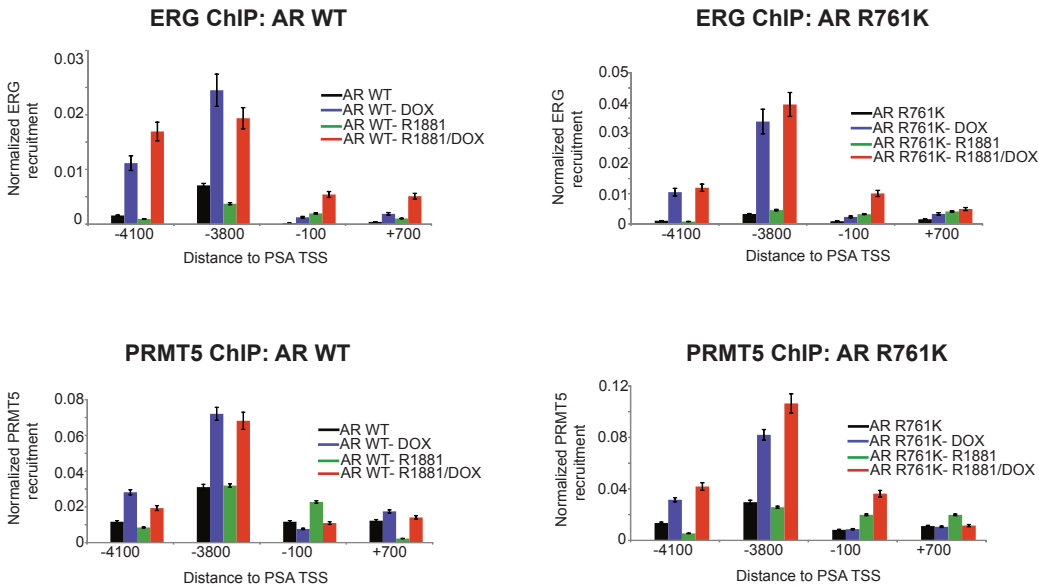 ERG ChIP: AR WT
Normalized ERG
recruitment
0.03
0.02
0.01
0
AR WT
AR WT- DOX
AR WT- R1881
AR WT- R1881/DOX
-4100
-3800
-100
+700
Distance to PSA TSS
ERG ChIP: AR R761K
Normalized ERG
recruitment
0.05
0.04
0.03
0.02
0.01
0
AR R761K
AR R761K- DOX
AR R761K- R1881
AR R761K- R1881/DOX
-4100
-3800
-100
+700
Distance to PSA TSS
PRMT5 ChIP: AR WT
Normalized PRMT5
recruitment
0.08
0.06
0.04
0.02
0
AR WT
AR WT- DOX
AR WT- R1881
AR WT- R1881/DOX
-4100
-3800
-100
+700
Distance to PSA TSS
PRMT5 ChIP: AR R761K
Normalized PRMT5
recruitment
0.12
0.08
0.04
0
AR R761K
AR R761K- DOX
AR R761K- R1881
AR R761K- R1881/DOX
-4100
-3800
-100
+700
Distance to PSA TSS